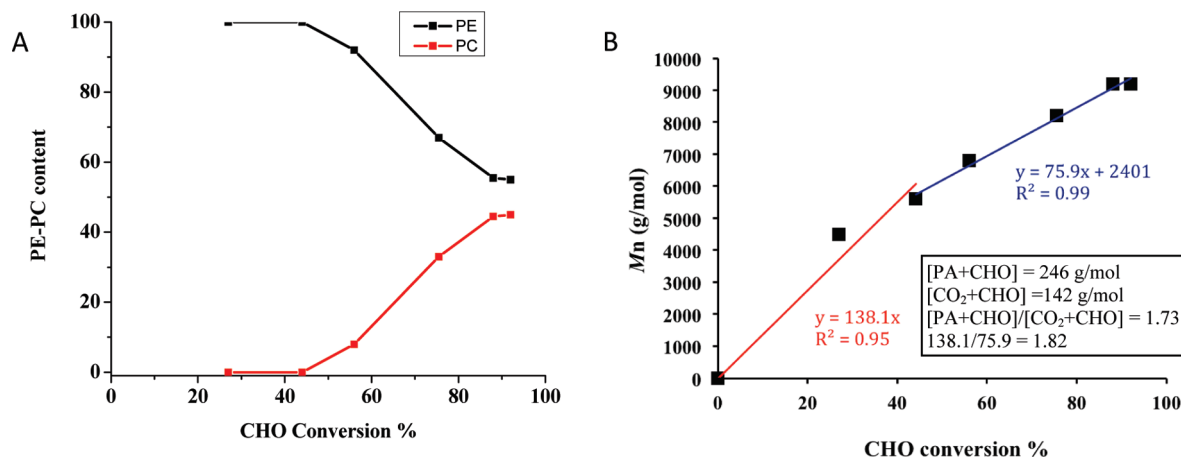 A
PE
PC
100
80
60
40
20
0
PE-PC content
0
20
40
60
80
100
CHO Conversion %
B
10000
9000
8000
7000
6000
5000
4000
3000
2000
1000
0
Mn (g/mol)
y = 75.9x + 2401
R² = 0.99
y = 138.1x
R² = 0.95
[PA+CHO] = 246 g/mol
[CO₂+CHO] =142 g/mol
[PA+CHO]/[CO₂+CHO] = 1.73
138.1/75.9 = 1.82
0
20
40
60
80
100
CHO conversion %